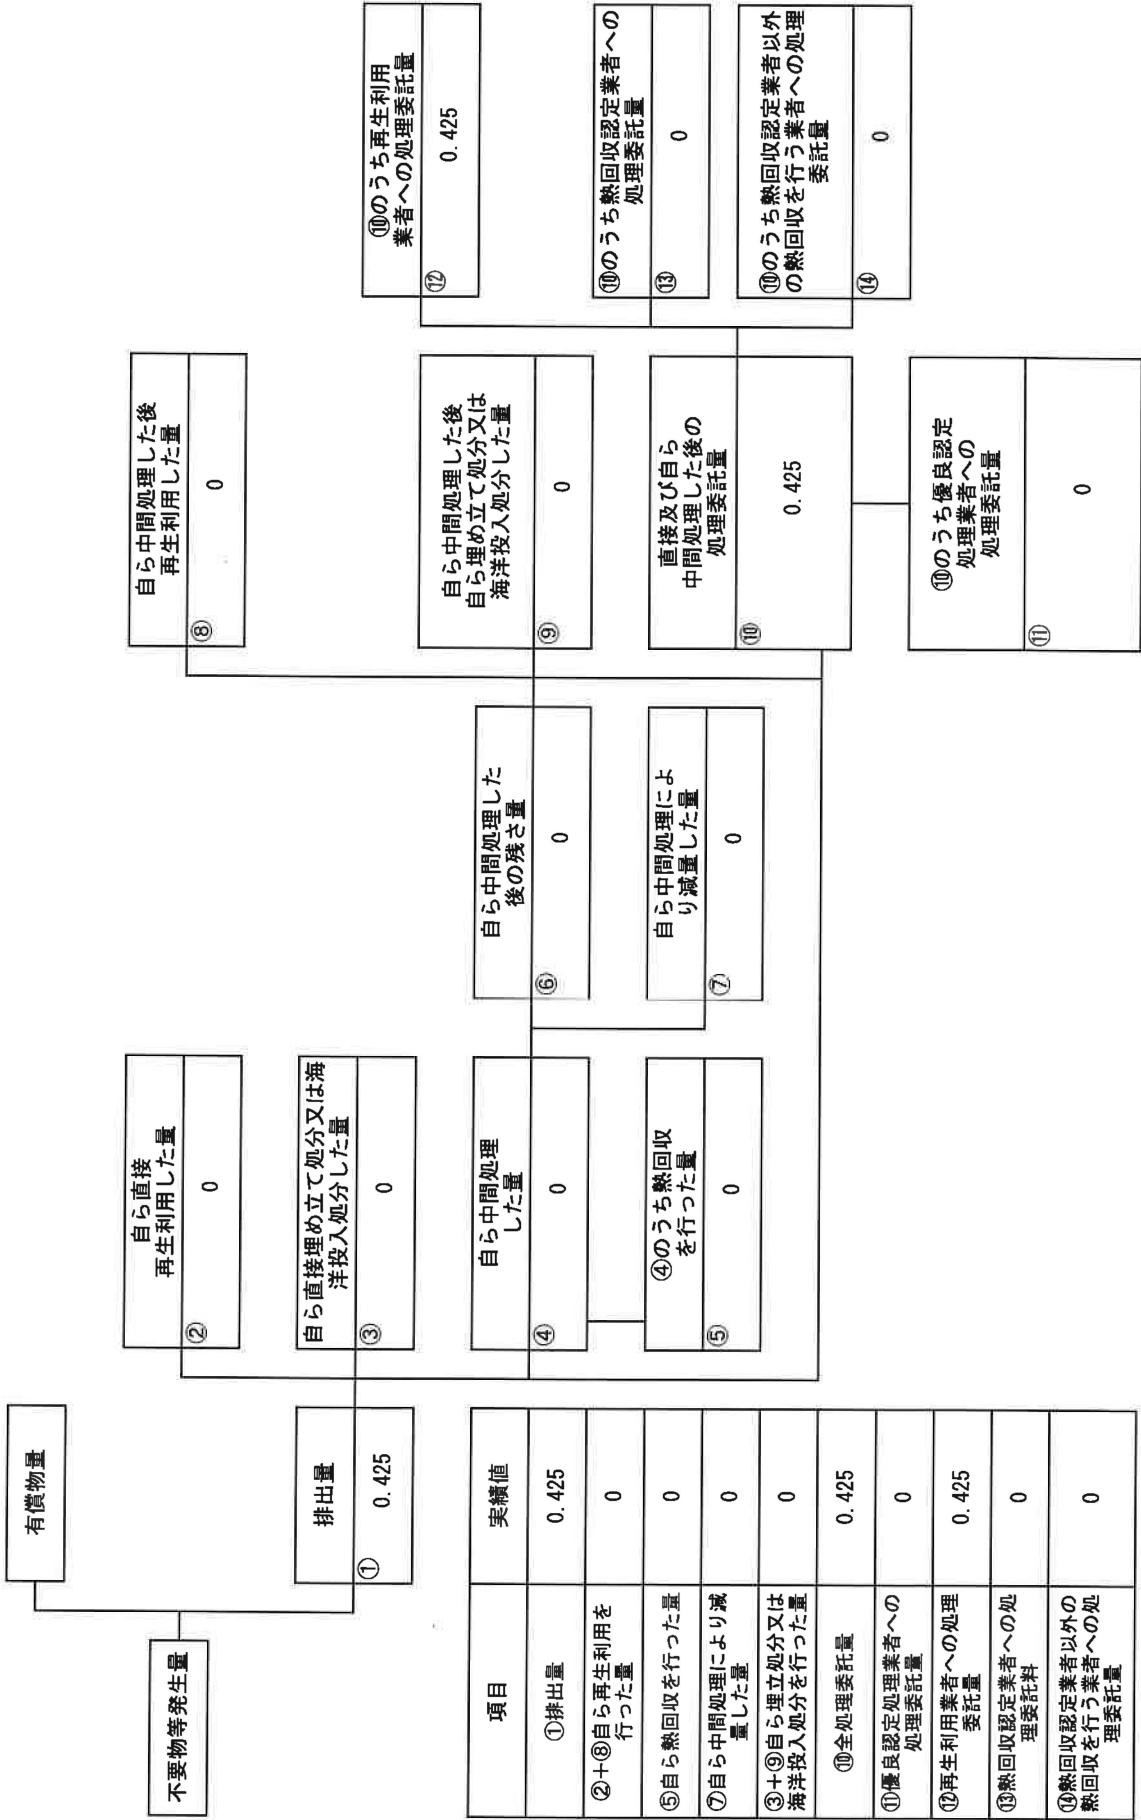 不要物等発生量
有償物量
排出量
①
0.425
自ら直接
再生利用した量
②
0
自ら直接埋め立て処分又は海
洋投入処分した量
③
0
自ら中間処理
した量
④
0
④のうち熱回収
を行った量
⑤
0
自ら中間処理した
後の残さ量
⑥
0
自ら中間処理によ
り減量した量
⑦
0
自ら中間処理した後
再生利用した量
⑧
0
自ら中間処理した後
自ら埋め立て処分又は
海洋投入処分した量
⑨
0
直接及び自ら
中間処理した後の
処理委託量
⑩
0.425
⑩のうち優良認定
処理業者への
処理委託量
⑪
0
⑩のうち再生利用
業者への処理委託量
⑫
0.425
⑩のうち熱回収認定業者への
処理委託量
⑬
0
⑩のうち熱回収認定業者以外
の熱回収を行う業者への処理
委託量
⑭
0
項目
実績値
①排出量
0.425
②+⑧自ら再生利用を
行った量
0
⑤自ら熱回収を行った量
0
⑦自ら中間処理により減
量した量
0
③+⑨自ら埋立処分又は
海洋投入処分を行った量
0
⑩全処理委託量
0.425
⑪優良認定処理業者への
処理委託量
0
⑫再生利用業者への処理
委託量
0.425
⑬熱回収認定業者への処
理委託料
0
⑭熱回収認定業者以外の
熱回収を行う業者への処
理委託量
0